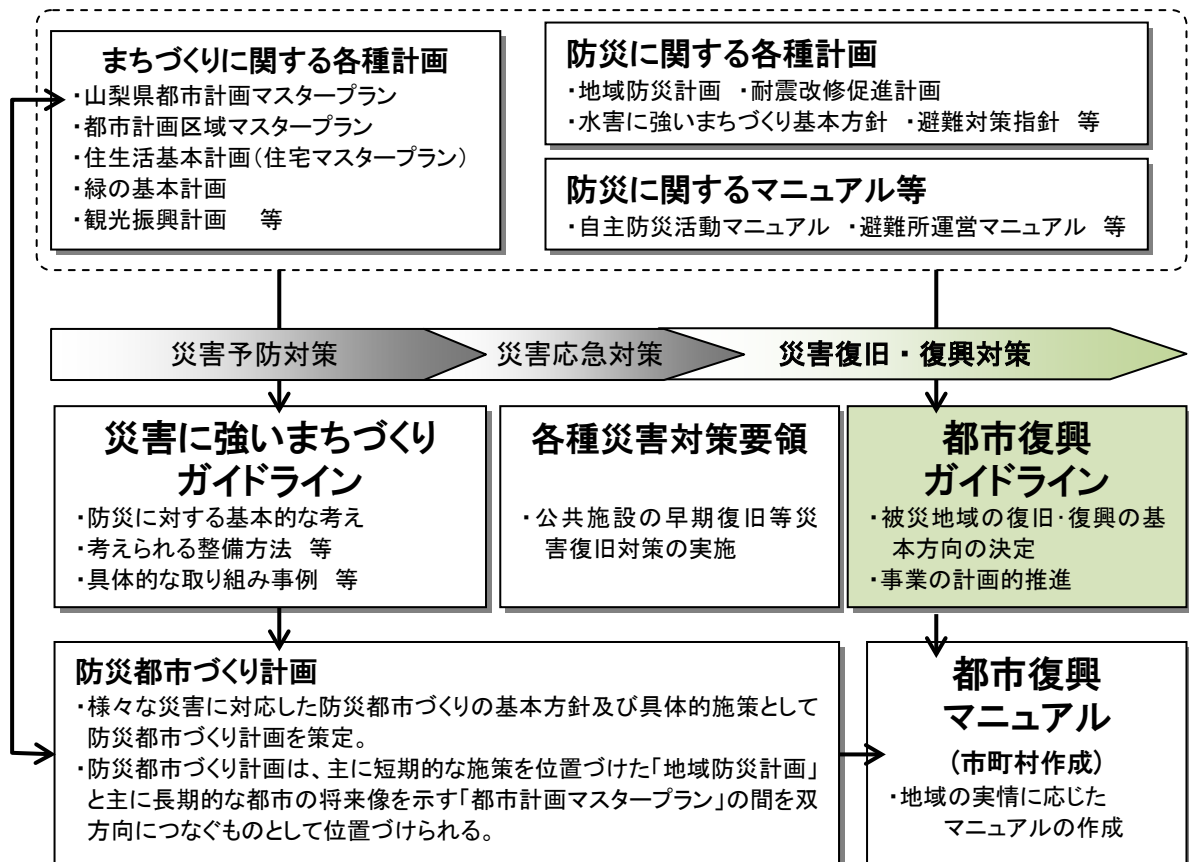 まちづくりに関する各種計画
・山梨県都市計画マスタープラン
・都市計画区域マスタープラン
・住生活基本計画(住宅マスタープラン)
・緑の基本計画
・観光振興計画 等
防災に関する各種計画
・地域防災計画 ・耐震改修促進計画
・水害に強いまちづくり基本方針 ・避難対策指針 等
防災に関するマニュアル等
・自主防災活動マニュアル ・避難所運営マニュアル 等
災害予防対策
災害応急対策
災害復旧・復興対策
災害に強いまちづくり
ガイドライン
・防災に対する基本的な考え
・考えられる整備方法 等
・具体的な取り組み事例 等
各種災害対策要領
・公共施設の早期復旧等災
害復旧対策の実施
都市復興
ガイドライン
・被災地域の復旧・復興の基
本方向の決定
・事業の計画的推進
防災都市づくり計画
・様々な災害に対応した防災都市づくりの基本方針及び具体的施策として
防災都市づくり計画を策定。
・防災都市づくり計画は、主に短期的な施策を位置づけた「地域防災計画」
と主に長期的な都市の将来像を示す「都市計画マスタープラン」の間を双
方向につなぐものとして位置づけられる。
都市復興
マニュアル
(市町村作成)
・地域の実情に応じた
マニュアルの作成